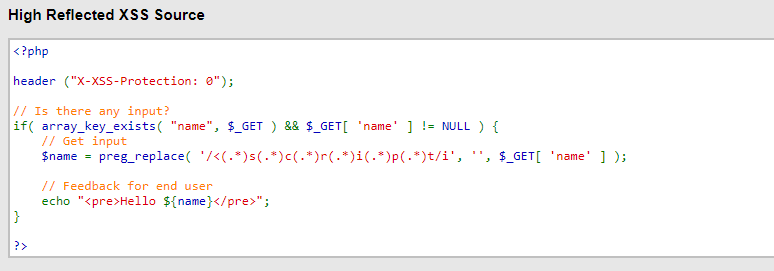 High Reflected XSS Source
<?php
header ("X-XSS-Protection: 0");
// Is there any input?
if( array_key_exists( "name", $_GET ) && $_GET[ 'name' ] != NULL ) {
// Get input
$name = preg_replace( '/<(.*)s(.*)c(.*)r(.*)i(.*)p(.*)t/i', '', $_GET[ 'name' ] );
// Feedback for end user
echo "<pre>Hello ${name}</pre>";
}
?>